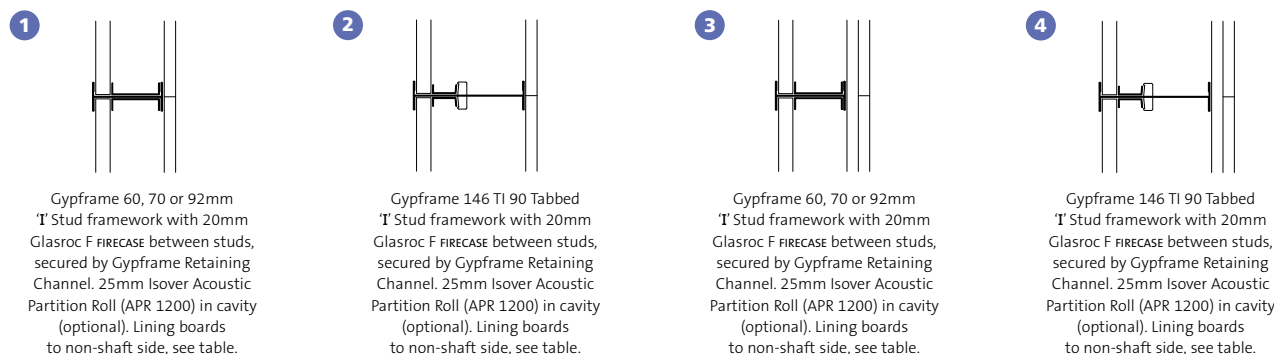 1
Gypframe 60, 70 or 92mm
'I' Stud framework with 20mm
Glasroc F FIRECASE between studs,
secured by Gypframe Retaining
Channel. 25mm Isover Acoustic
Partition Roll (APR 1200) in cavity
(optional). Lining boards
to non-shaft side, see table.
2
Gypframe 146 TI 90 Tabbed
'I' Stud framework with 20mm
Glasroc F FIRECASE between studs,
secured by Gypframe Retaining
Channel. 25mm Isover Acoustic
Partition Roll (APR 1200) in cavity
(optional). Lining boards
to non-shaft side, see table.
3
Gypframe 60, 70 or 92mm
'I' Stud framework with 20mm
Glasroc F FIRECASE between studs,
secured by Gypframe Retaining
Channel. 25mm Isover Acoustic
Partition Roll (APR 1200) in cavity
(optional). Lining boards
to non-shaft side, see table.
4
Gypframe 146 TI 90 Tabbed
'I' Stud framework with 20mm
Glasroc F FIRECASE between studs,
secured by Gypframe Retaining
Channel. 25mm Isover Acoustic
Partition Roll (APR 1200) in cavity
(optional). Lining boards
to non-shaft side, see table.